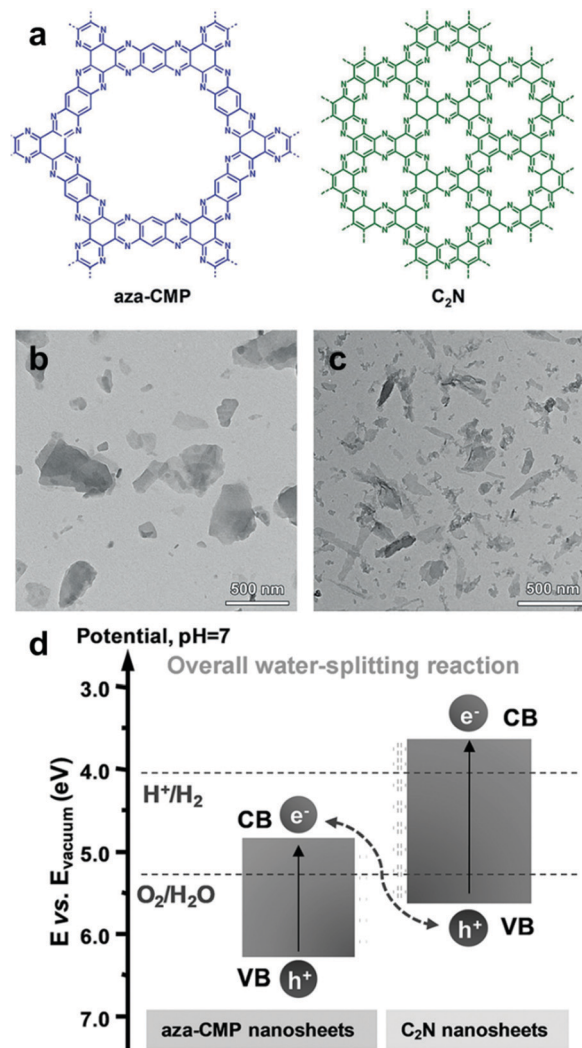 a
aza-CMP
C₂N
b
500 nm
c
500 nm
d
Potential, pH=7
Overall water-splitting reaction
E vs. Evacuum (eV)
3.0
4.0
5.0
6.0
7.0
H⁺/H₂
O₂/H₂O
CB
e⁻
VB
h⁺
e⁻
CB
h⁺
VB
aza-CMP nanosheets
C₂N nanosheets